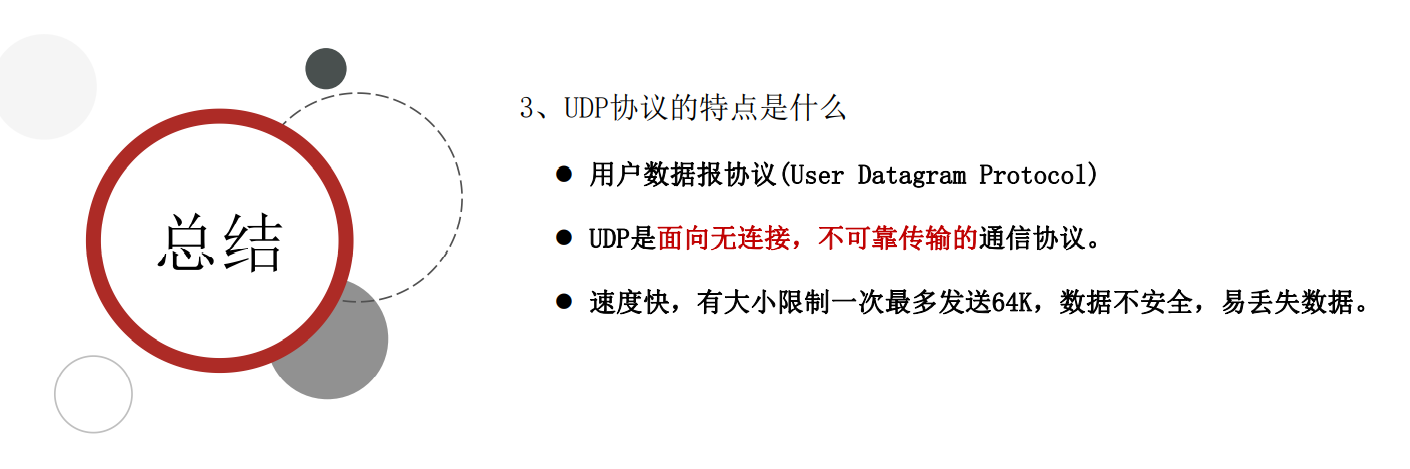 总结
3、UDP协议的特点是什么
● 用户数据报协议(User Datagram Protocol)
● UDP是面向无连接，不可靠传输的通信协议。
● 速度快，有大小限制一次最多发送64K，数据不安全，易丢失数据。